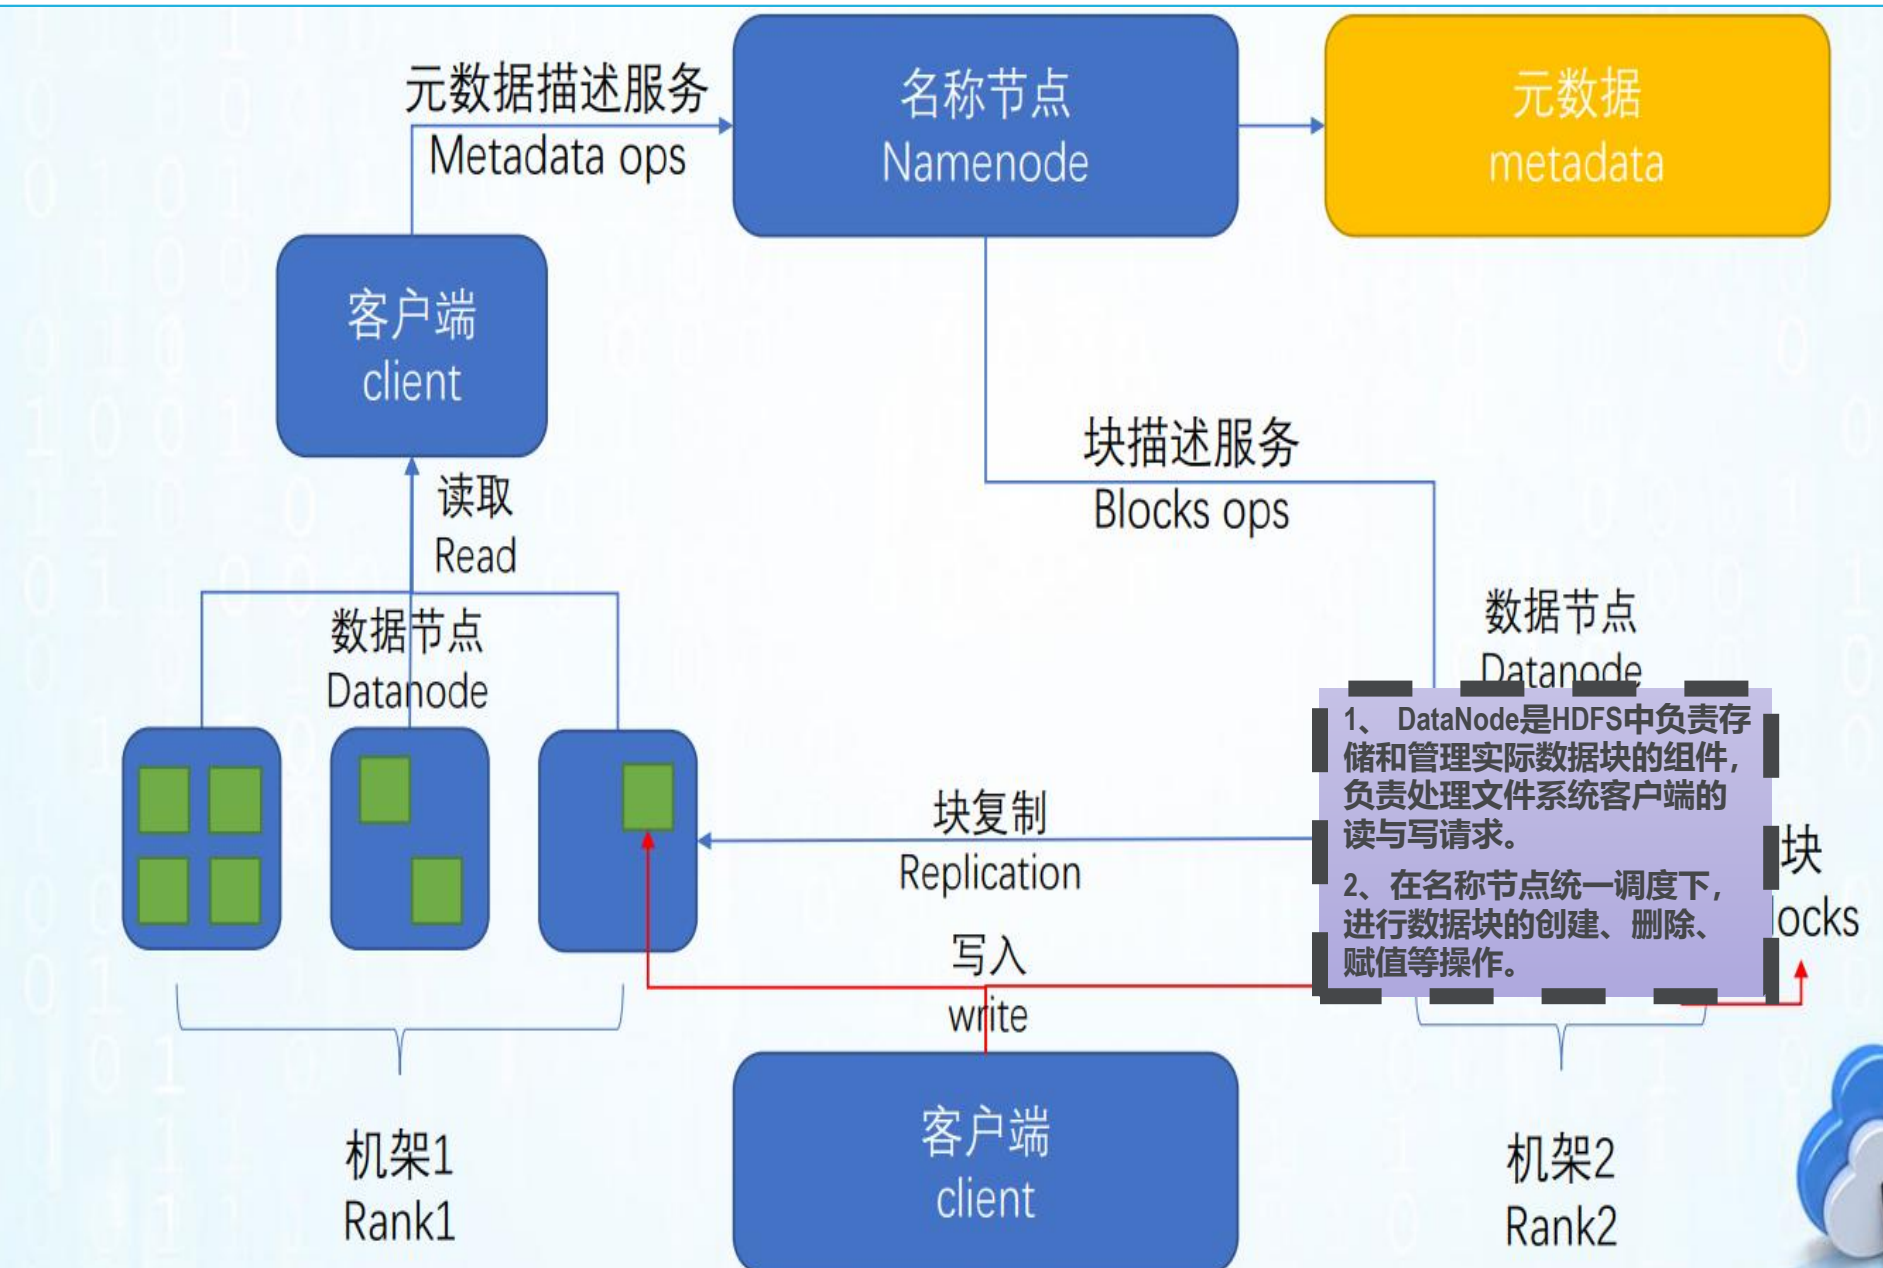 元数据描述服务
Metadata ops
名称节点
Namenode
元数据
metadata
客户端
client
块描述服务
Blocks ops
读取
Read
数据节点
Datanode
数据节点
Datanode
1、 DataNode是HDFS中负责存
储和管理实际数据块的组件，
负责处理文件系统客户端的
读与写请求。
2、在名称节点统一调度下，
进行数据块的创建、删除、
赋值等操作。
块复制
Replication
块
locks
写入
write
机架1
Rank1
客户端
client
机架2
Rank2